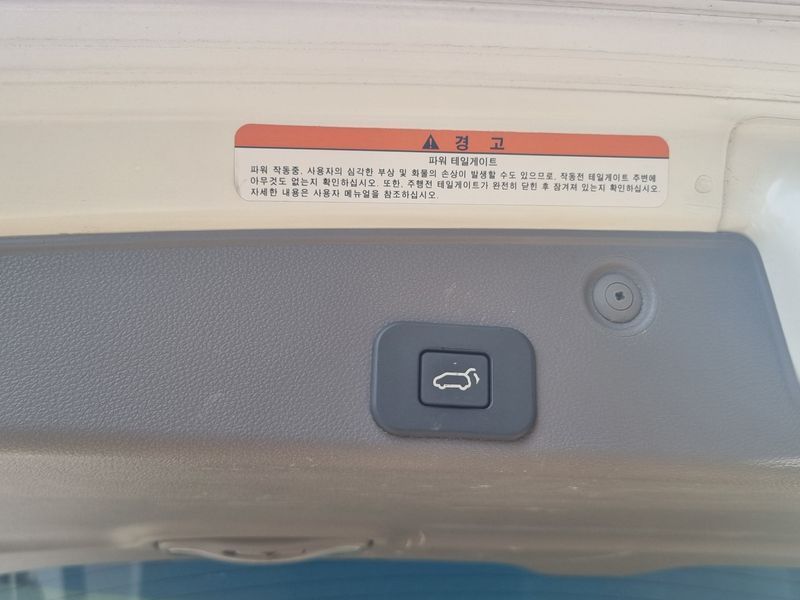 경 고
파워 테일게이트
파워 작동중, 사용자의 심각한 부상 및 화물의 손상이 발생할 수도 있으므로, 작동전 테일게이트 주변에
아무것도 없는지 확인하십시오. 또한, 주행전 테일게이트가 완전히 닫힌 후 잠겨져 있는지 확인하십시오.
자세한 내용은 사용자 메뉴얼을 참조하십시오.